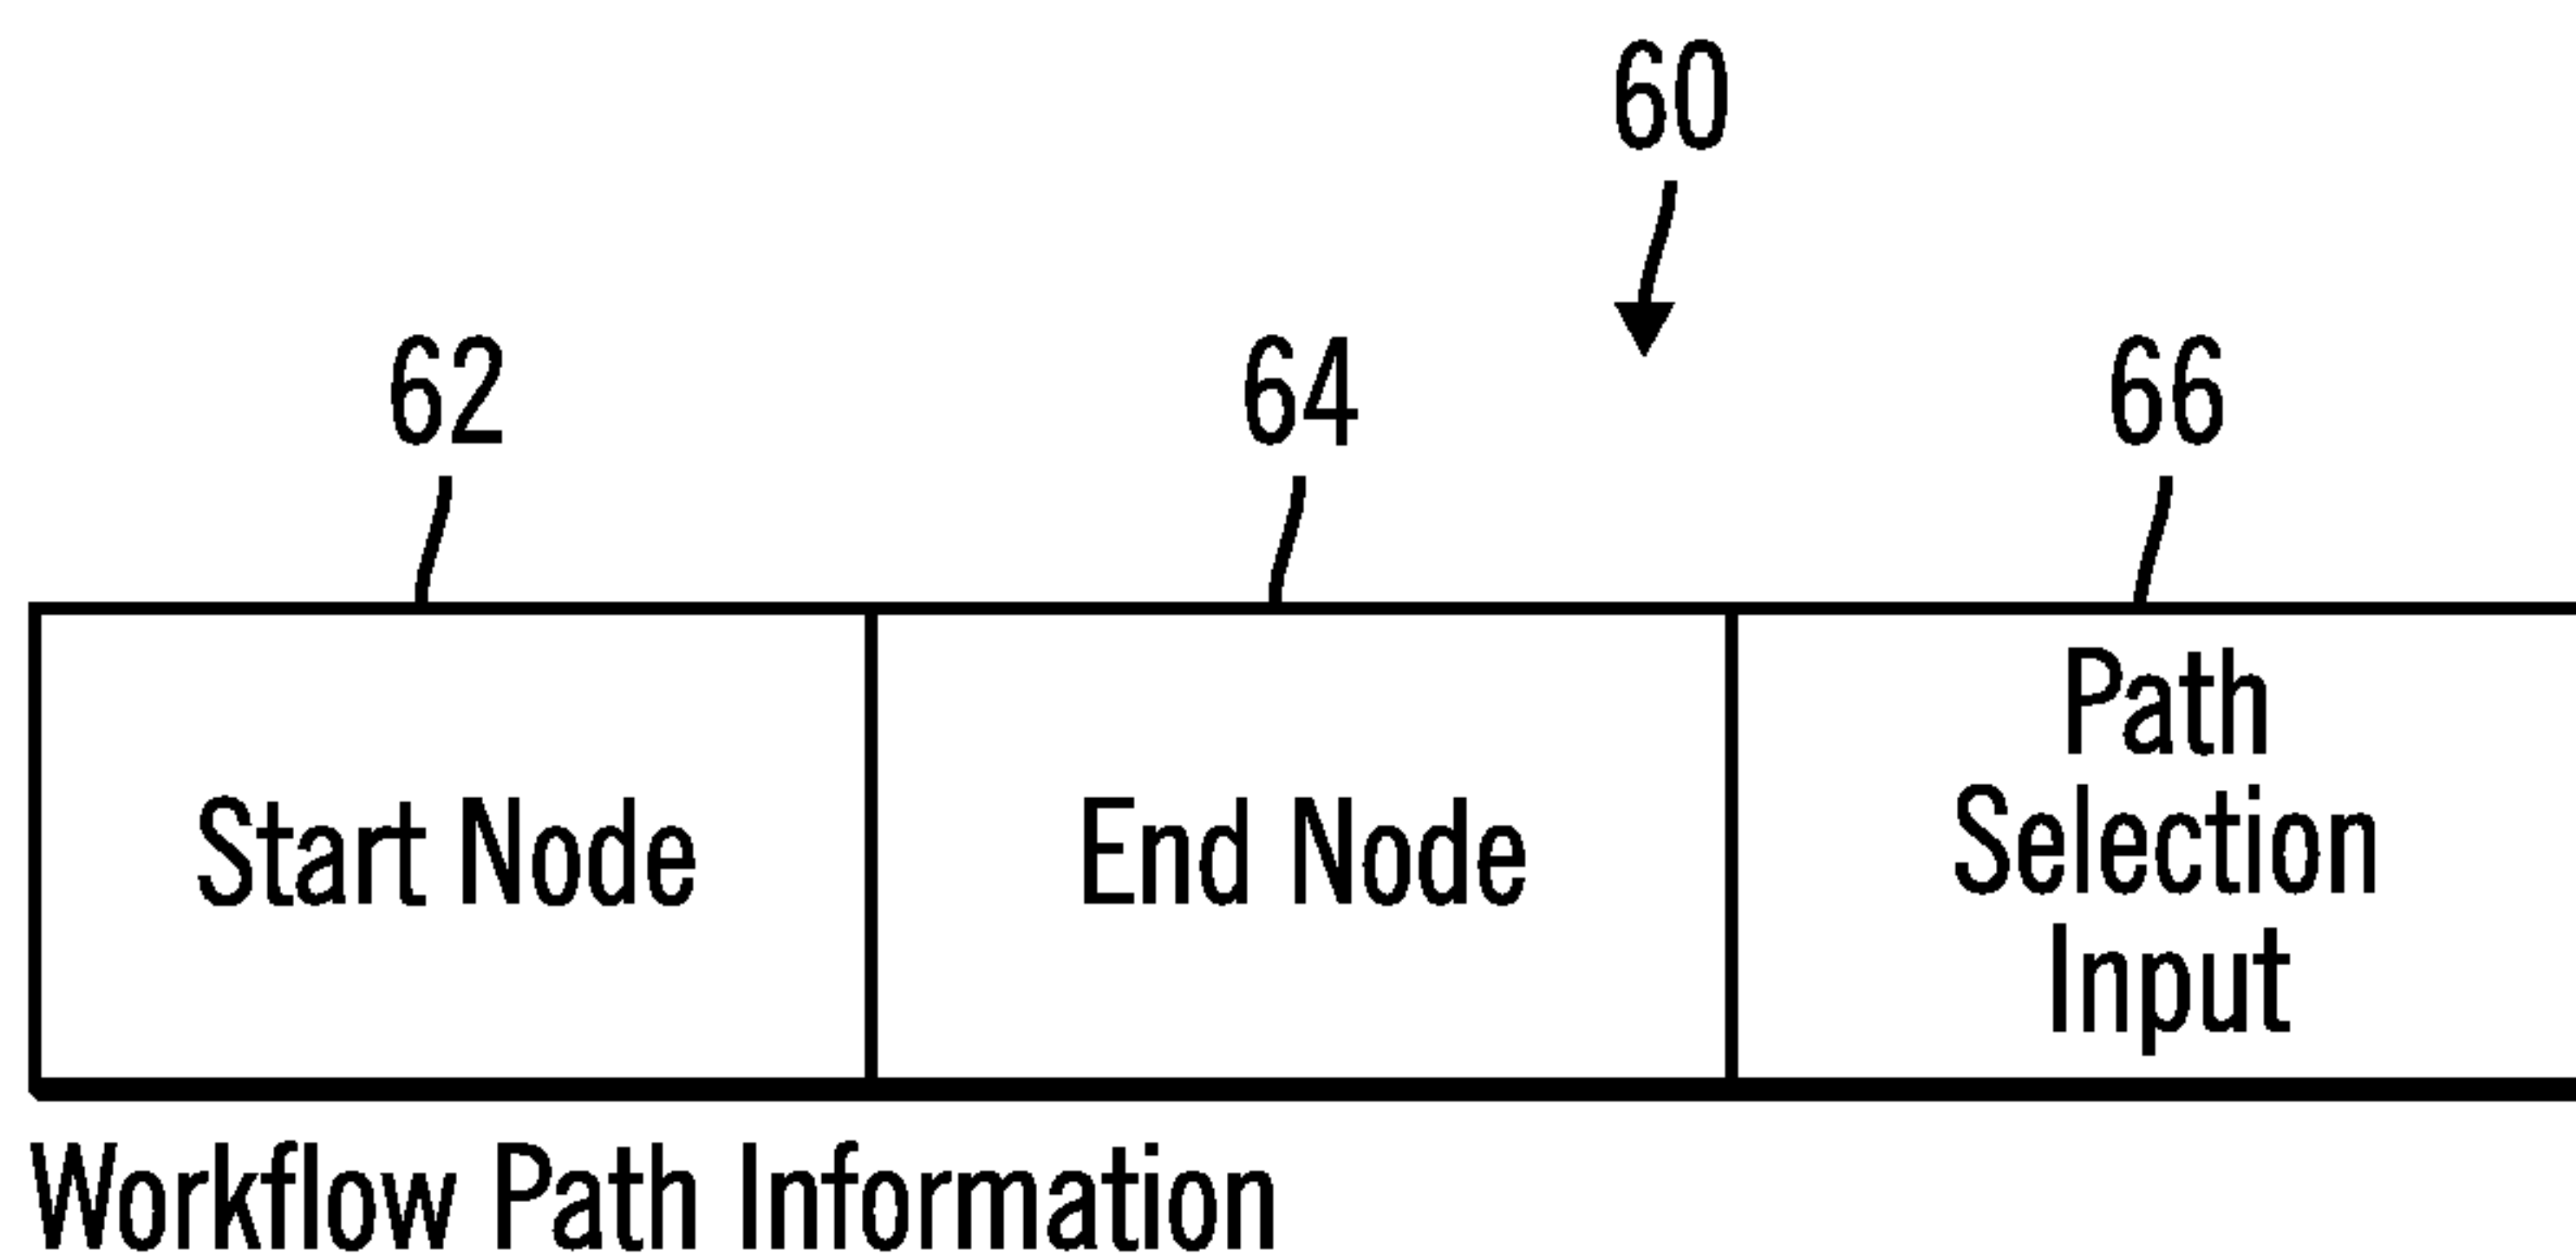 60
62
64
66
Start Node
End Node
Path
Selection
Input
Workflow Path Information